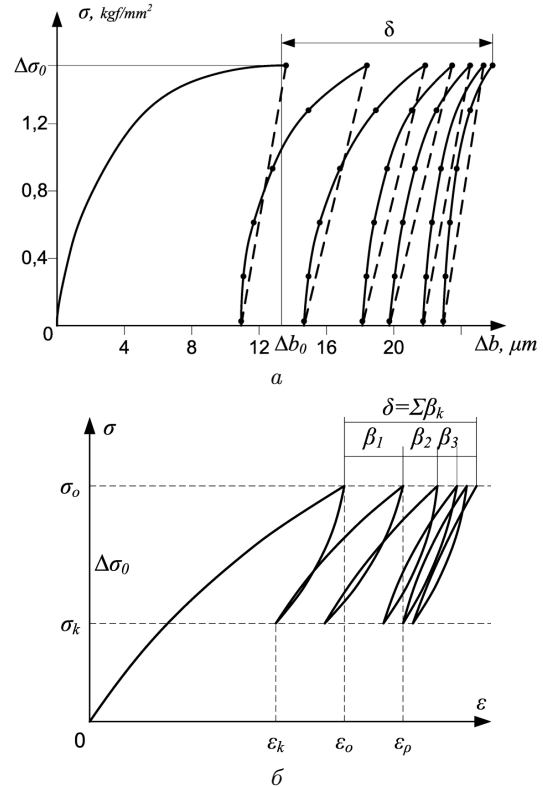 σ, kgf/mm²
δ
Δσ₀
1,2
0,8
0,4
0
4
8
12
Δb₀
16
20
Δb, μm
а
δ=Σβₖ
σ
β₁
β₂
β₃
σₒ
Δσ₀
σₖ
ε
0
εₖ
εₒ
εₚ
б